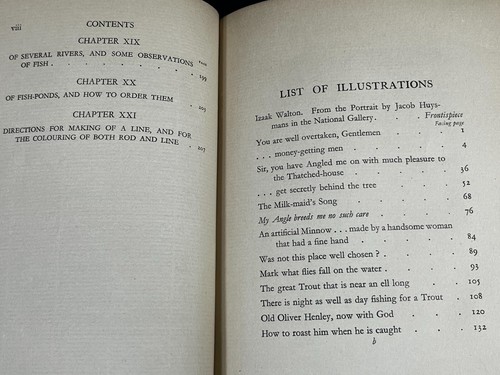 viii CONTENTS
CHAPTER XIX
OF SEVERAL RIVERS, AND SOME OBSERVATIONS
OF FISH . . . . . . . . 199
CHAPTER XX
OF FISH-PONDS, AND HOW TO ORDER THEM . 203
CHAPTER XXI
DIRECTIONS FOR MAKING OF A LINE, AND FOR
THE COLOURING OF BOTH ROD AND LINE . 207
LIST OF ILLUSTRATIONS
Izaak Walton. From the Portrait by Jacob Huys-
mans in the National Gallery . . . Frontispiece
Facing page
You are well overtaken, Gentlemen . . 1
. . . money-getting men . . . . 4
Sir, you have Angled me on with much pleasure to
the Thatched-house . . . . . 36
. . . get secretly behind the tree . . . 52
The Milk-maid's Song . . . . 68
My Angle breeds me no such care . . . 76
An artificial Minnow . . . made by a handsome woman
that had a fine hand . . . . 84
Was not this place well chosen ? . . . 89
Mark what flies fall on the water . . . 93
The great Trout that is near an ell long . . 105
There is night as well as day fishing for a Trout . 108
Old Oliver Henley, now with God . . 120
How to roast him when he is caught . . . 132
b